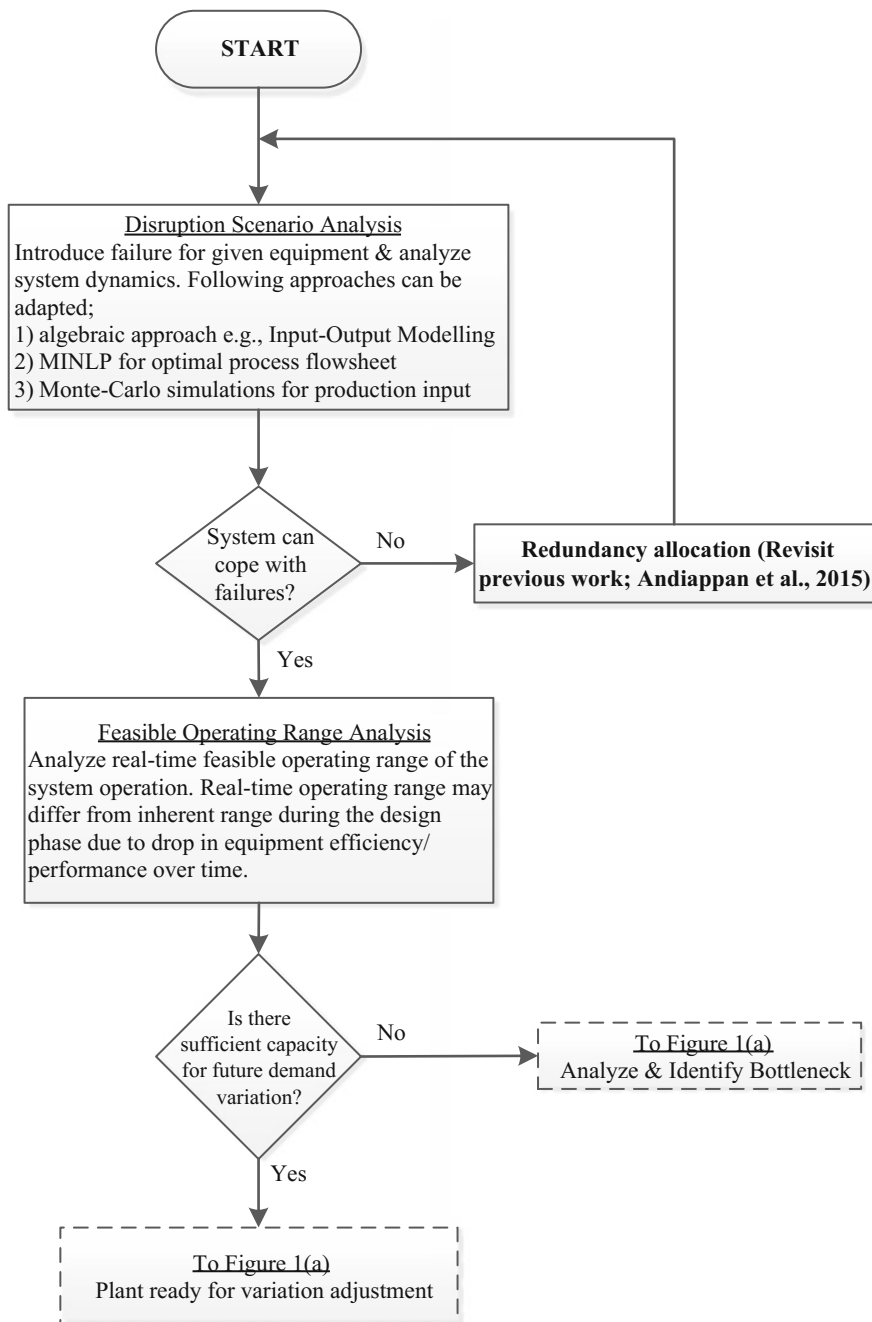 START
Disruption Scenario Analysis
Introduce failure for given equipment & analyze
system dynamics. Following approaches can be
adapted;
1) algebraic approach e.g., Input-Output Modelling
2) MINLP for optimal process flowsheet
3) Monte-Carlo simulations for production input
System can
cope with
failures?
No
Redundancy allocation (Revisit
previous work; Andiappan et al., 2015)
Yes
Feasible Operating Range Analysis
Analyze real-time feasible operating range of the
system operation. Real-time operating range may
differ from inherent range during the design
phase due to drop in equipment efficiency/
performance over time.
Is there
sufficient capacity
for future demand
variation?
No
To Figure 1(a)
Analyze & Identify Bottleneck
Yes
To Figure 1(a)
Plant ready for variation adjustment